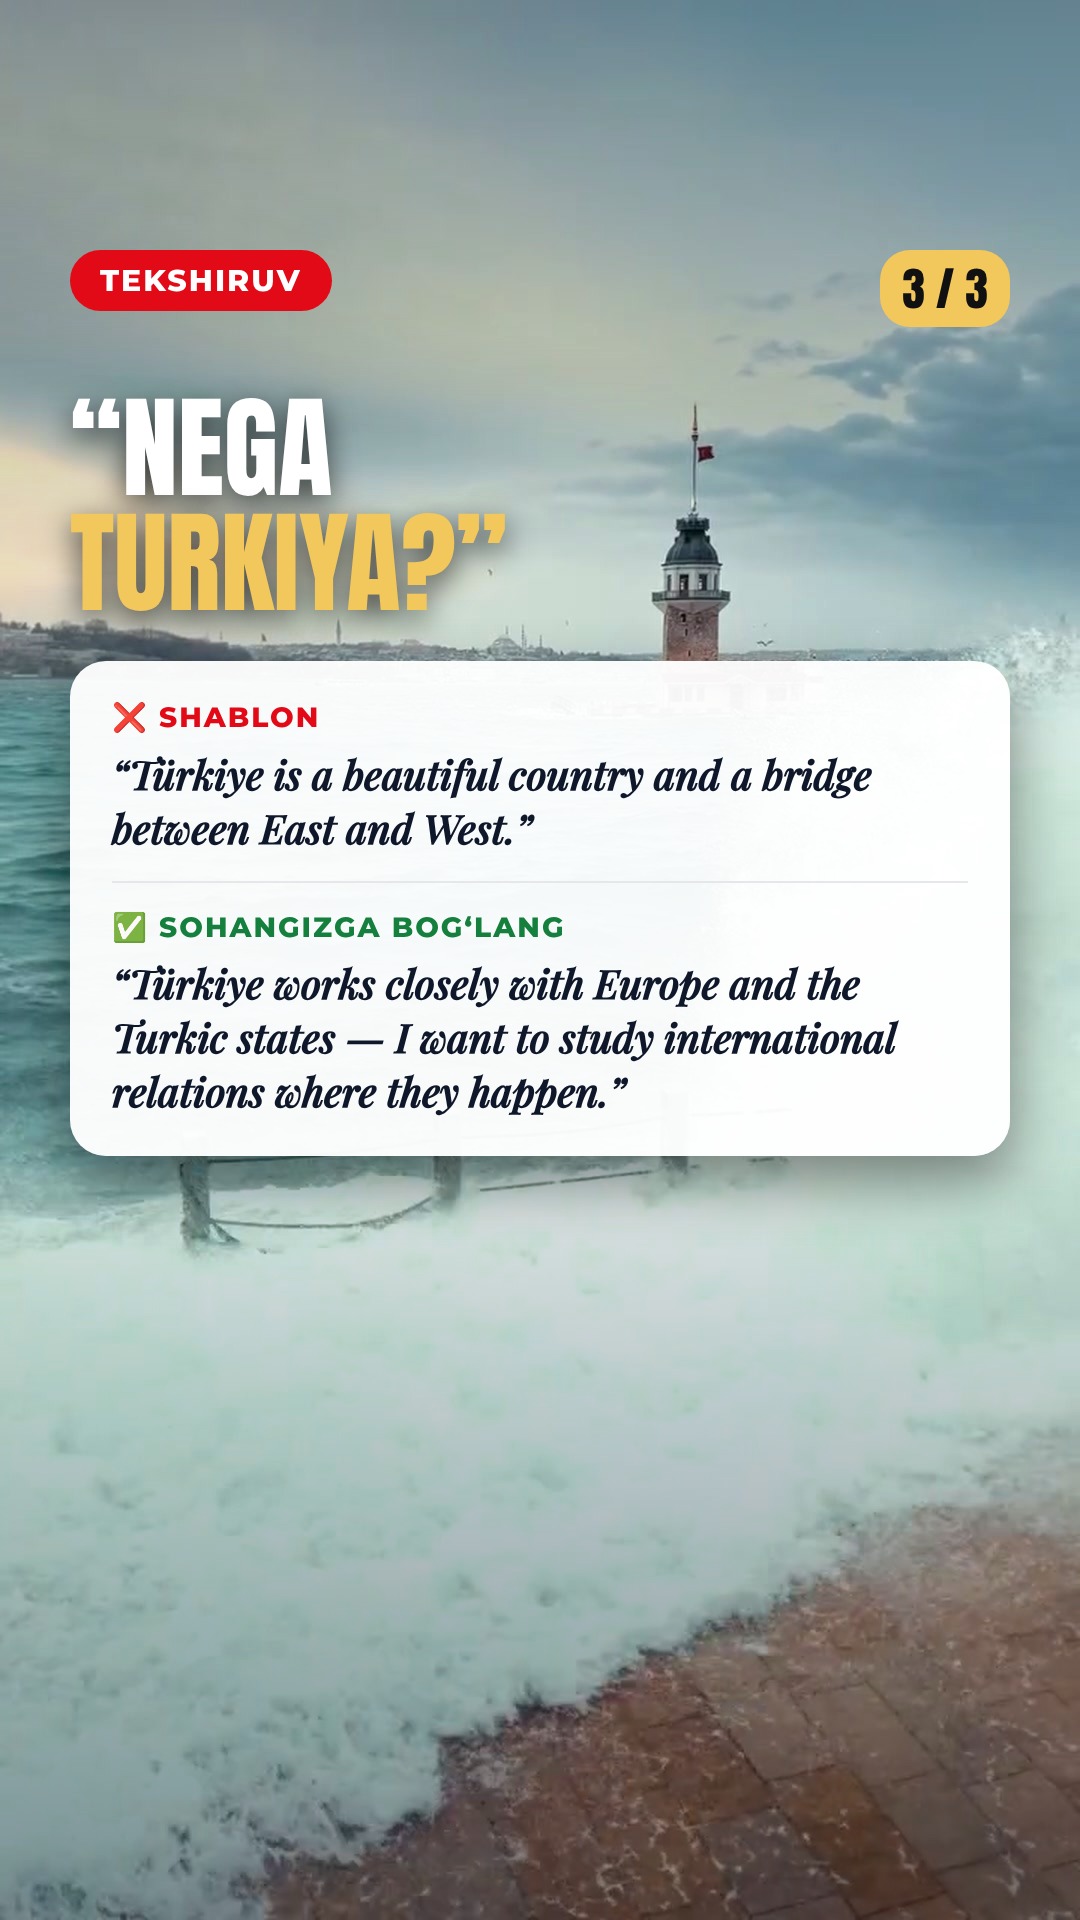 TEKSHIRUV
3 / 3
“NEGA
TURKIYA?”
❌ SHABLON
“Türkiye is a beautiful country and a bridge
between East and West.”
✅ SOHANGIZGA BOG‘LANG
“Türkiye works closely with Europe and the
Turkic states — I want to study international
relations where they happen.”